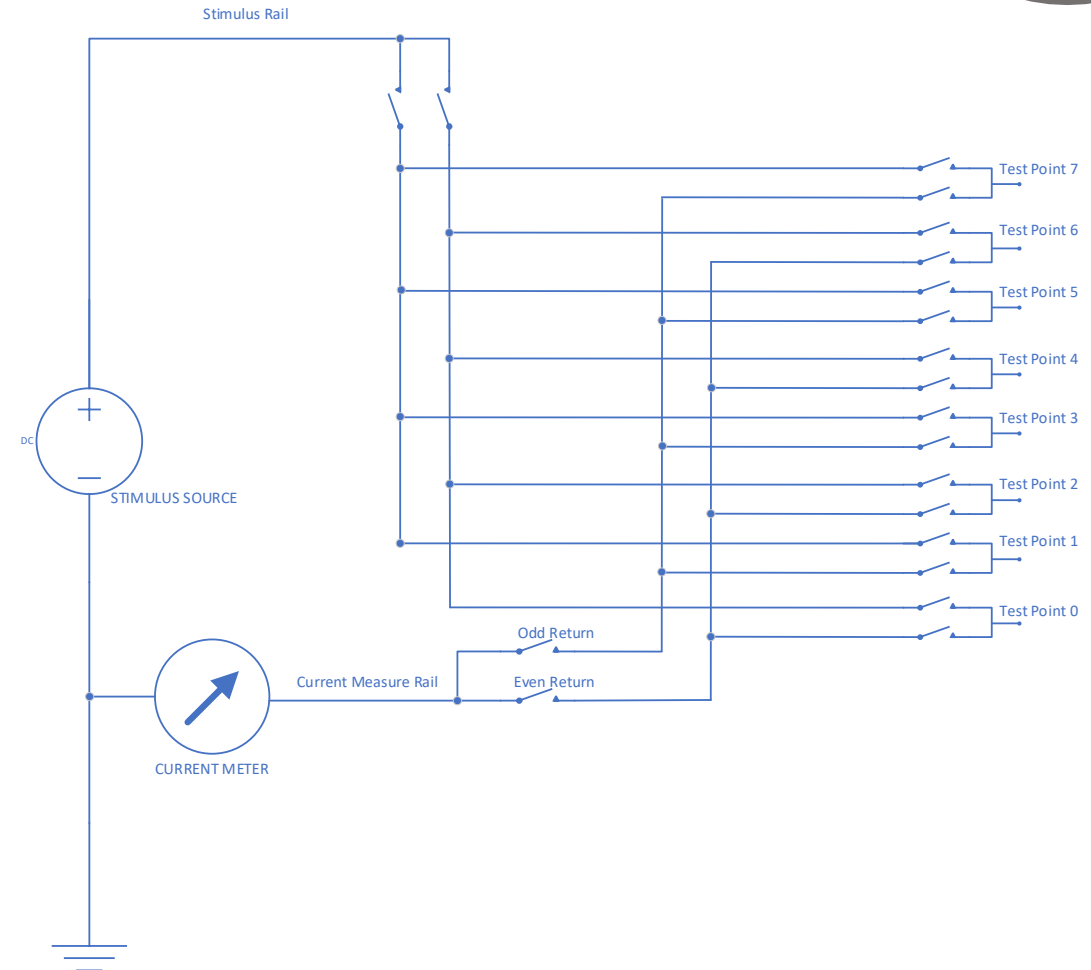 Stimulus Rail
Test Point 7
Test Point 6
Test Point 5
Test Point 4
Test Point 3
DC
Test Point 2
STIMULUS SOURCE
Test Point 1
Test Point 0
Odd Return
Current Measure Rail
Even Return
CURRENT METER